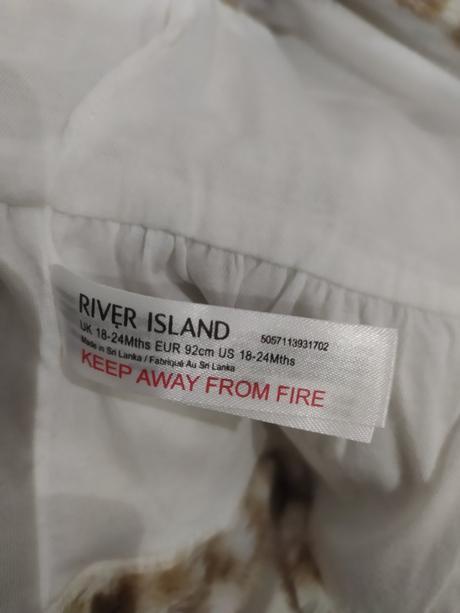 RIVER ISLAND 5057113931702
UK 18-24Mths EUR 92cm US 18-24Mths
Made in Sri Lanka / Fabriqué Au Sri Lanka
KEEP AWAY FROM FIRE